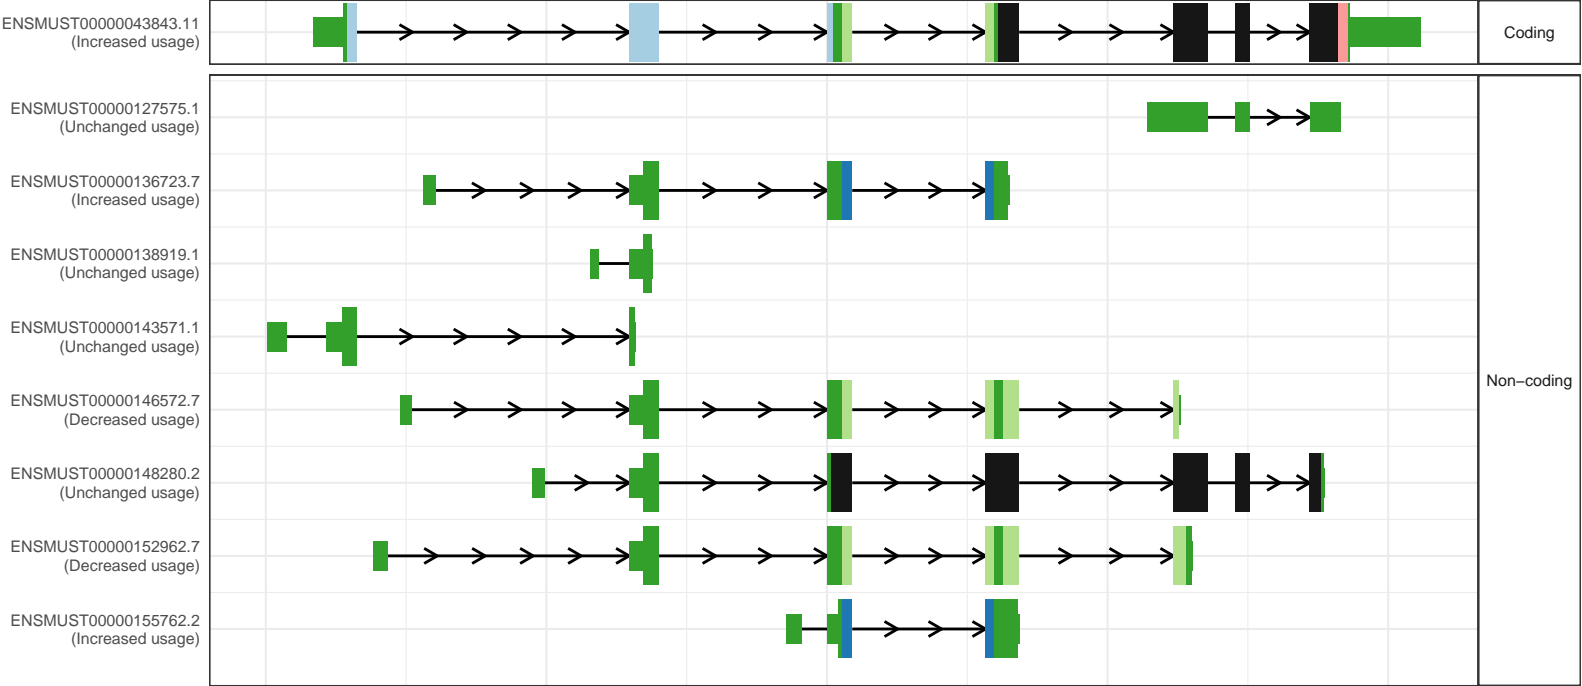 ENSMUST00000043843.11
(Increased usage)
Coding
ENSMUST00000127575.1
(Unchanged usage)
ENSMUST00000136723.7
(Increased usage)
ENSMUST00000138919.1
(Unchanged usage)
ENSMUST00000143571.1
(Unchanged usage)
Non−coding
ENSMUST00000146572.7
(Decreased usage)
ENSMUST00000148280.2
(Unchanged usage)
ENSMUST00000152962.7
(Decreased usage)
ENSMUST00000155762.2
(Increased usage)